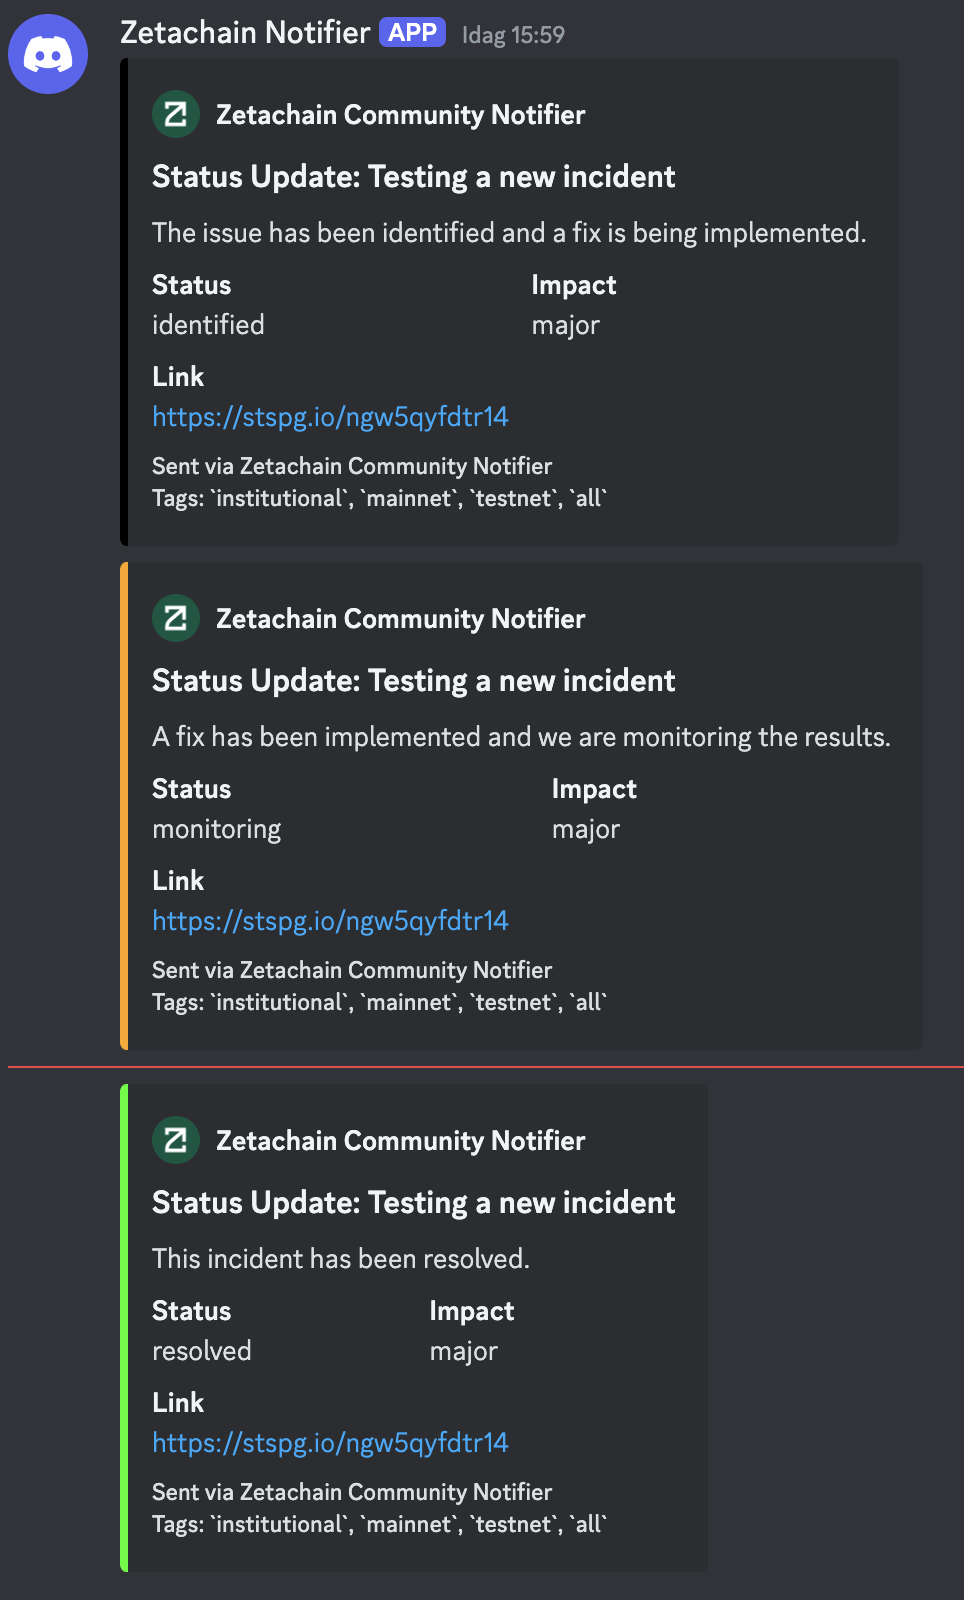 Zetachain Notifier APP Idag 15:59
Zetachain Community Notifier
Status Update: Testing a new incident
The issue has been identified and a fix is being implemented.
Status Impact
identified major
Link
https://stspg.io/ngw5qyfdtr14
Sent via Zetachain Community Notifier
Tags: `institutional`, `mainnet`, `testnet`, `all`
Zetachain Community Notifier
Status Update: Testing a new incident
A fix has been implemented and we are monitoring the results.
Status Impact
monitoring major
Link
https://stspg.io/ngw5qyfdtr14
Sent via Zetachain Community Notifier
Tags: `institutional`, `mainnet`, `testnet`, `all`
Zetachain Community Notifier
Status Update: Testing a new incident
This incident has been resolved.
Status Impact
resolved major
Link
https://stspg.io/ngw5qyfdtr14
Sent via Zetachain Community Notifier
Tags: `institutional`, `mainnet`, `testnet`, `all`